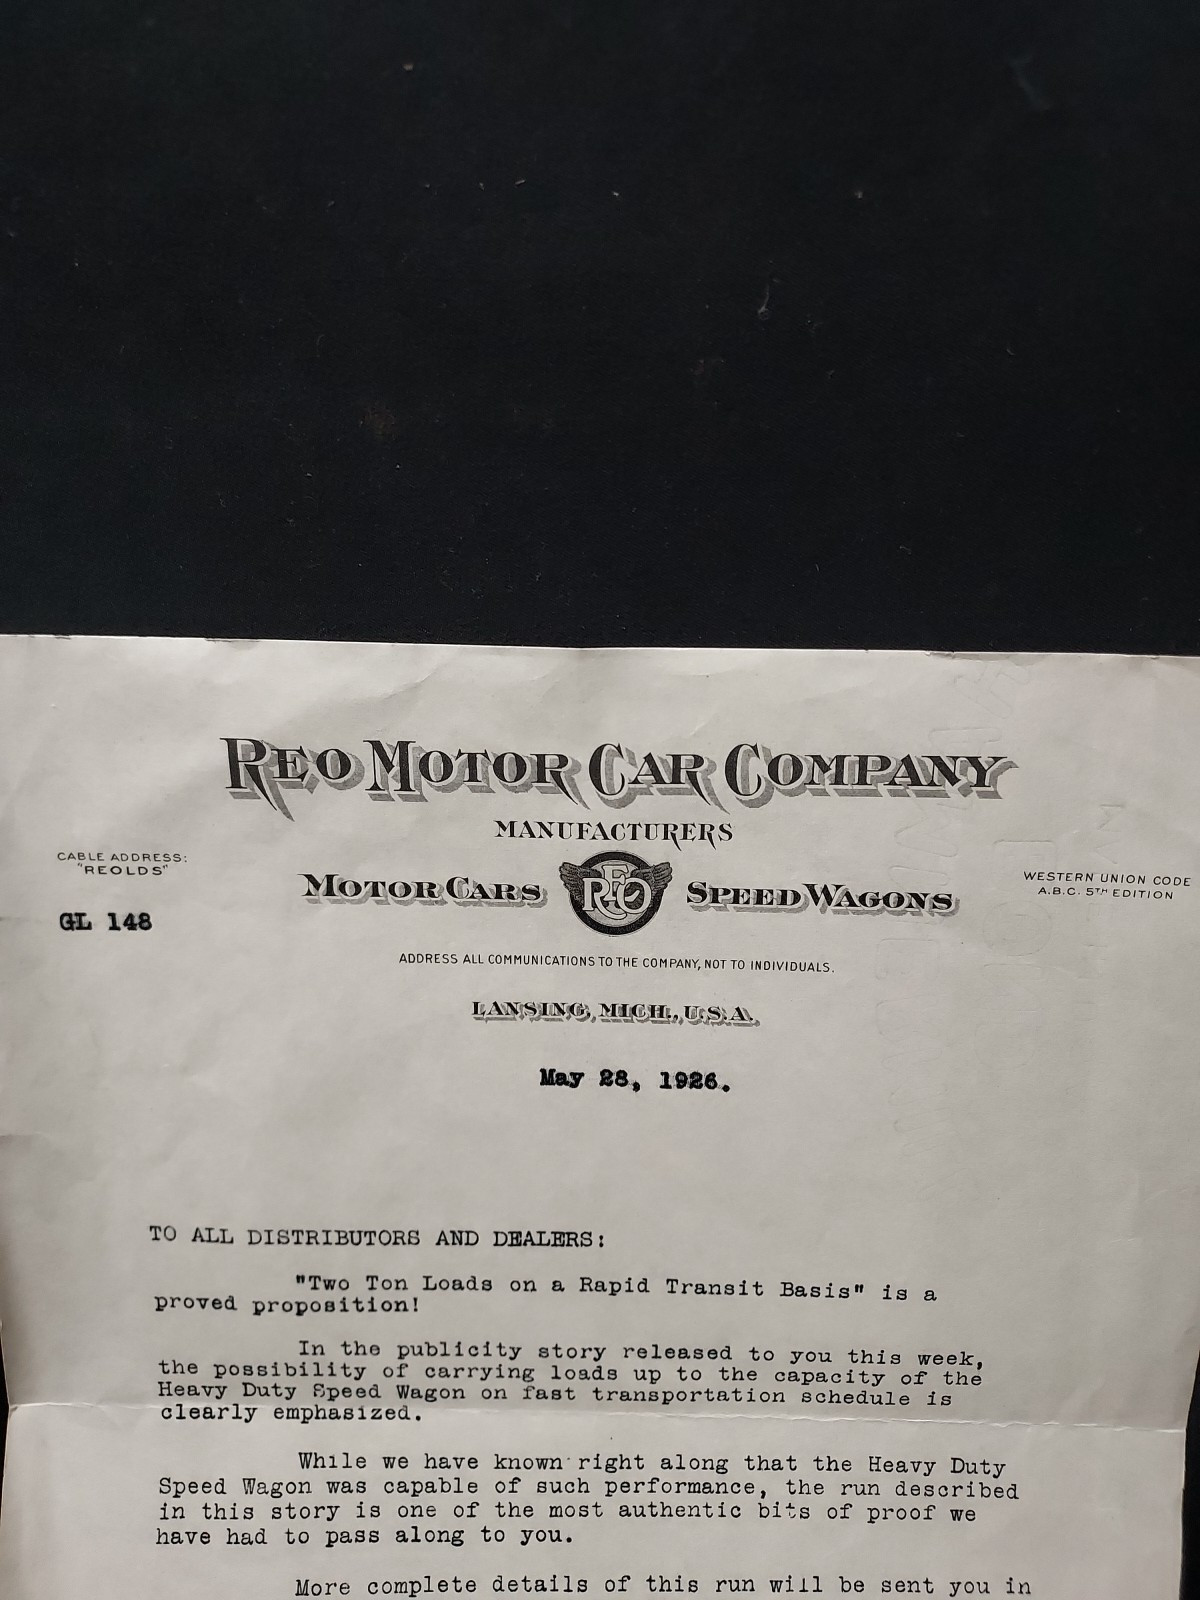 REO MOTOR CAR COMPANY
MANUFACTURERS
CABLE ADDRESS:
"REOLDS"
MOTOR CARS REO SPEED WAGONS
WESTERN UNION CODE
A.B.C. 5TH EDITION
GL 148
ADDRESS ALL COMMUNICATIONS TO THE COMPANY, NOT TO INDIVIDUALS.
LANSING, MICH., U.S.A.
May 28, 1926.
TO ALL DISTRIBUTORS AND DEALERS:
"Two Ton Loads on a Rapid Transit Basis" is a
proved proposition!
In the publicity story released to you this week,
the possibility of carrying loads up to the capacity of the
Heavy Duty Speed Wagon on fast transportation schedule is
clearly emphasized.
While we have known right along that the Heavy Duty
Speed Wagon was capable of such performance, the run described
in this story is one of the most authentic bits of proof we
have had to pass along to you.
More complete details of this run will be sent you in